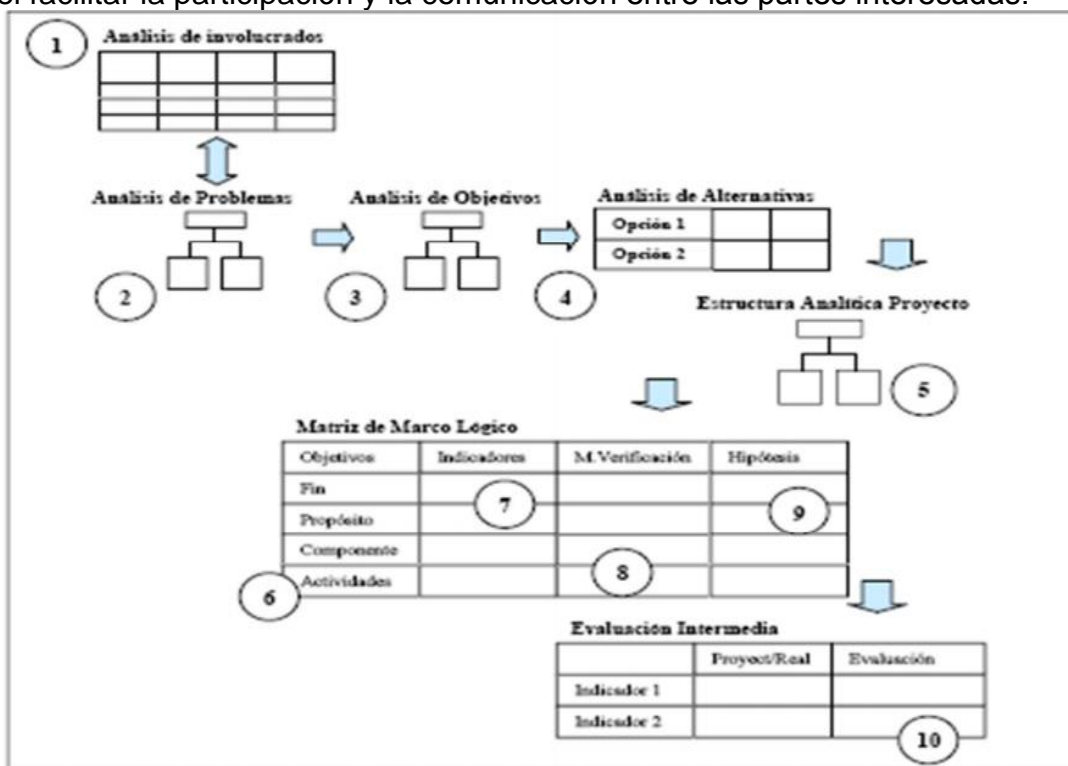 el facilitar la participación y la comunicación entre las partes interesadas.
1
Análisis de involucrados
Análisis de Problemas
Análisis de Objetivos
Análisis de Alternativas
Opción 1
Opción 2
2
3
4
Estructura Analítica Proyecto
5
Matriz de Marco Lógico
Objetivos Indicadores M.Verificación Hipótesis
Fin
7
9
Propósito
Componente
8
Actividades
6
Evaluación Intermedia
Proyect/Real Evaluación
Indicador 1
Indicador 2
10